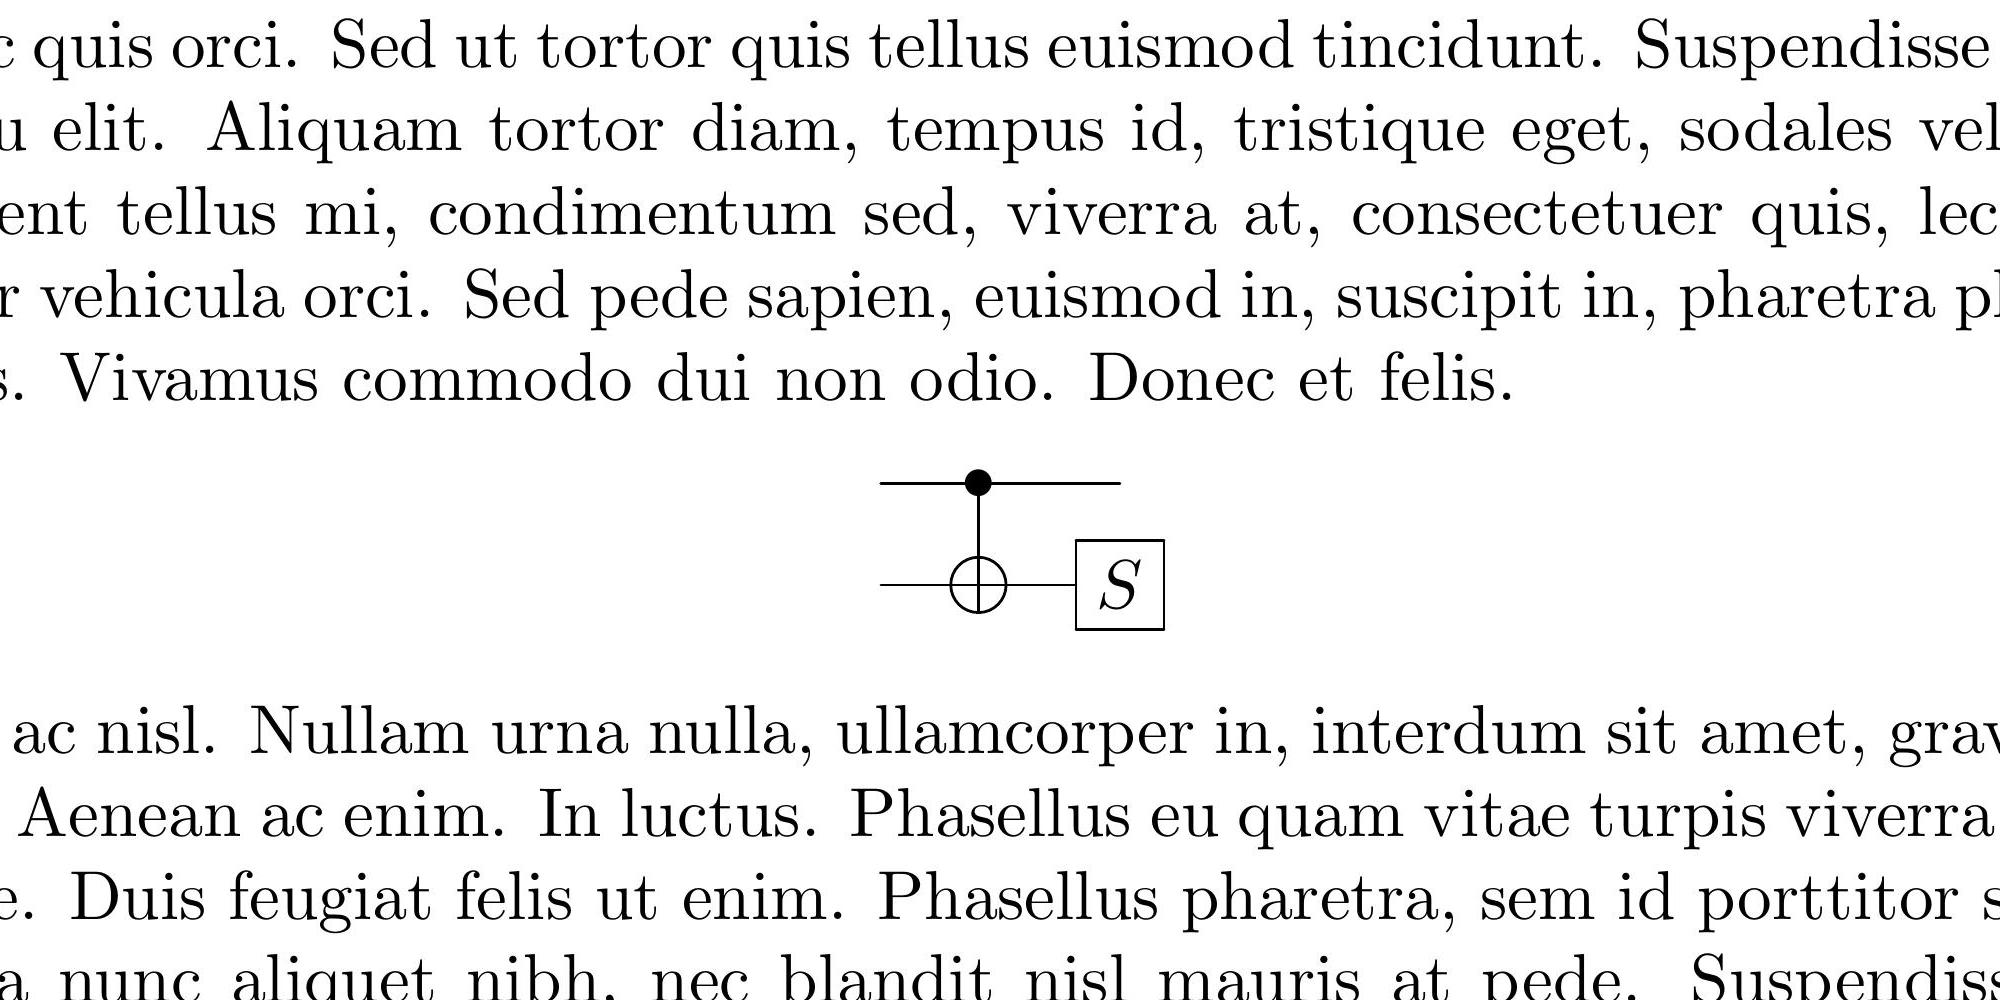 quis orci. Sed ut tortor quis tellus euismod tincidunt. Suspendisse
elit. Aliquam tortor diam, tempus id, tristique eget, sodales vel
tellus mi, condimentum sed, viverra at, consectetuer quis, lec
vehicula orci. Sed pede sapien, euismod in, suscipit in, pharetra
Vivamus commodo dui non odio. Donec et felis.
S
ac nisl. Nullam urna nulla, ullamcorper in, interdum sit amet, grav
Aenean ac enim. In luctus. Phasellus eu quam vitae turpis viverra
e. Duis feugiat felis ut enim. Phasellus pharetra, sem id porttitor s
a nunc aliquet nibh, nec blandit nisl mauris at pede. Suspendiss